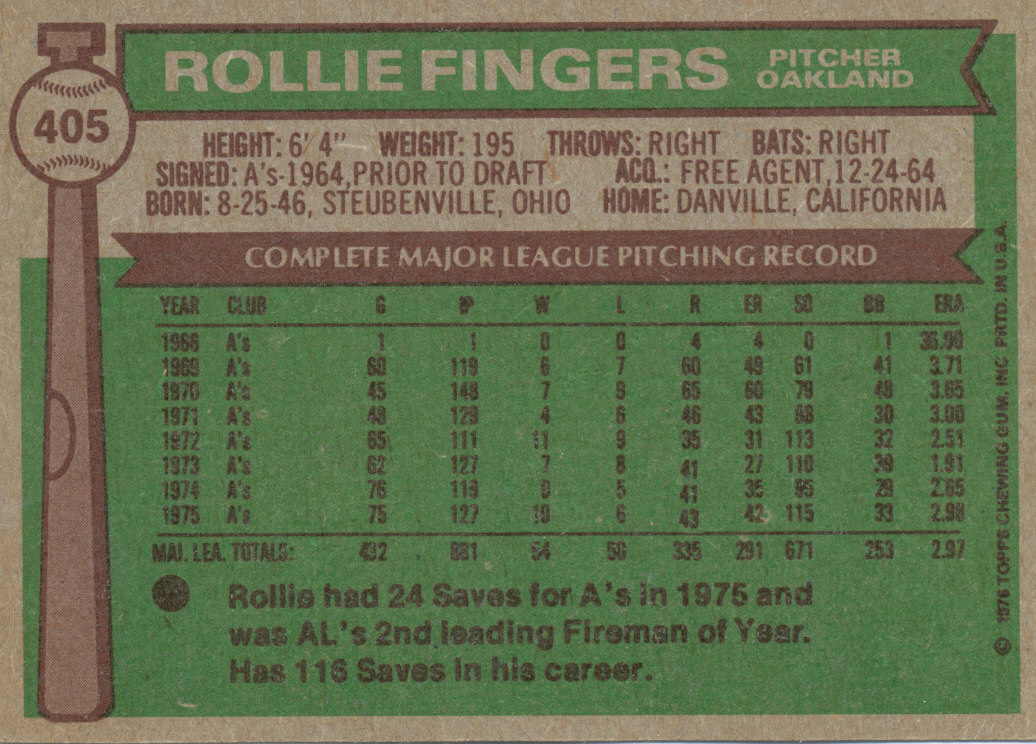 ROLLIE FINGERS PITCHER OAKLAND
405
HEIGHT: 6' 4" WEIGHT: 195 THROWS: RIGHT BATS: RIGHT
SIGNED: A's-1964, PRIOR TO DRAFT ACQ.: FREE AGENT, 12-24-64
BORN: 8-25-46, STEUBENVILLE, OHIO HOME: DANVILLE, CALIFORNIA
COMPLETE MAJOR LEAGUE PITCHING RECORD
YEAR CLUB G IP W L R ER SO BB ERA
1968 A's 1 1 0 0 4 4 0 1 36.00
1969 A's 60 119 6 7 60 49 61 41 3.71
1970 A's 45 148 7 9 65 60 79 48 3.65
1971 A's 48 129 4 6 46 43 98 30 3.00
1972 A's 65 111 11 9 35 31 113 32 2.51
1973 A's 62 127 7 8 41 27 110 39 1.91
1974 A's 76 119 9 5 41 35 95 29 2.65
1975 A's 75 127 10 6 43 42 115 33 2.98
MAJ. LEA. TOTALS: 432 881 54 50 335 291 671 253 2.97
Rollie had 24 Saves for A's in 1975 and
was AL's 2nd leading Fireman of Year.
Has 116 Saves in his career.
© 1976 TOPPS CHEWING GUM, INC. PRTD. IN U.S.A.